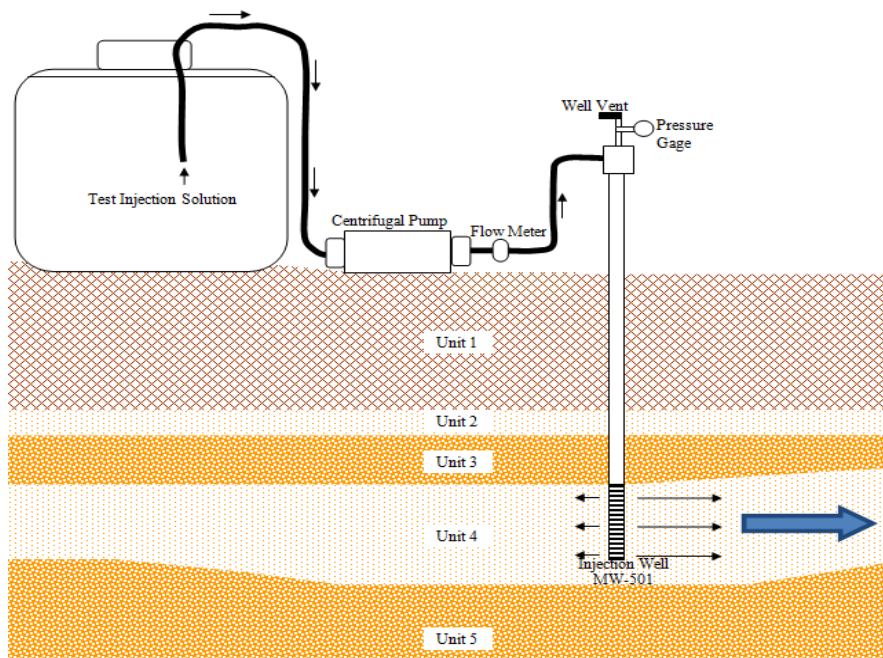 Well Vent
Pressure
Gage
Test Injection Solution
Centrifugal Pump
Flow Meter
Unit 1
Unit 2
Unit 3
Unit 4
Injection Well
MW-501
Unit 5